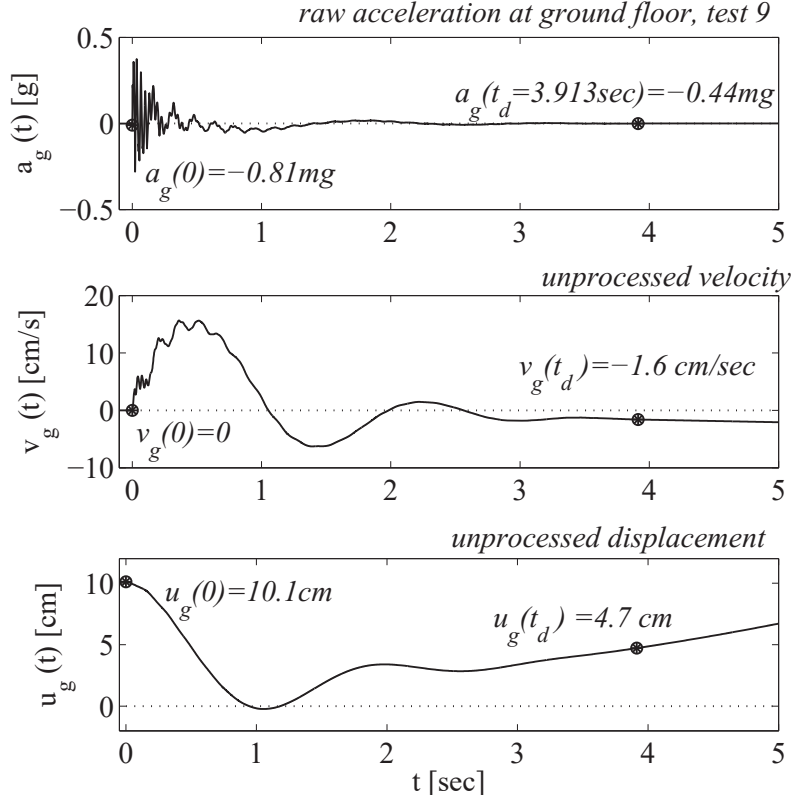 raw acceleration at ground floor, test 9
a_g(t) [g]
0.5
0
−0.5
a_g(t_d=3.913sec)=−0.44mg
a_g(0)=−0.81mg
0 1 2 3 4 5
unprocessed velocity
v_g(t) [cm/s]
20
10
0
−10
v_g(t_d)=−1.6 cm/sec
v_g(0)=0
0 1 2 3 4 5
unprocessed displacement
u_g(t) [cm]
10
5
0
u_g(0)=10.1cm
u_g(t_d) =4.7 cm
0 1 2 3 4 5
t [sec]